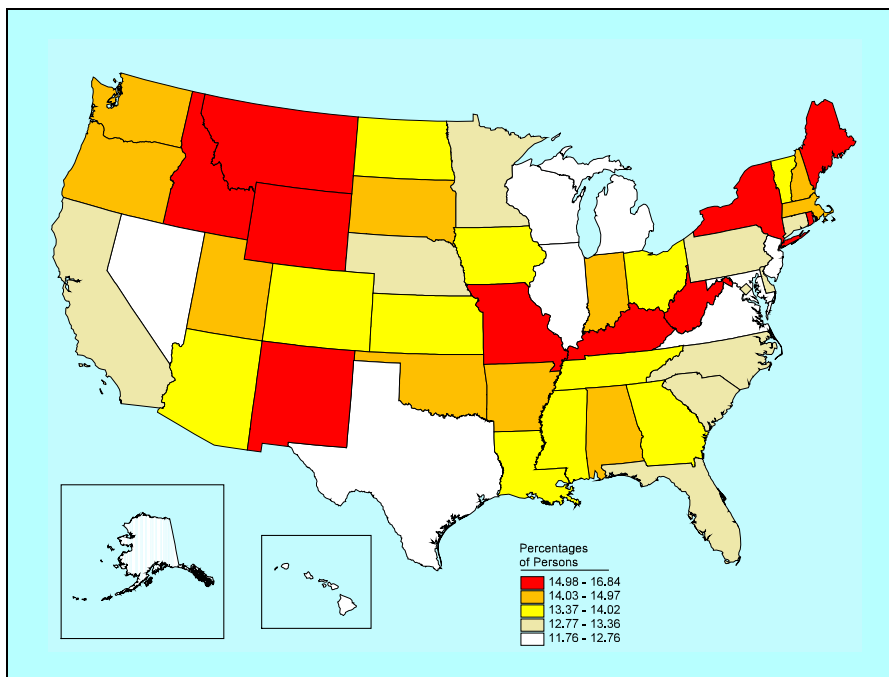 Percentages
of Persons
14.98 - 16.84
14.03 - 14.97
13.37 - 14.02
12.77 - 13.36
11.76 - 12.76